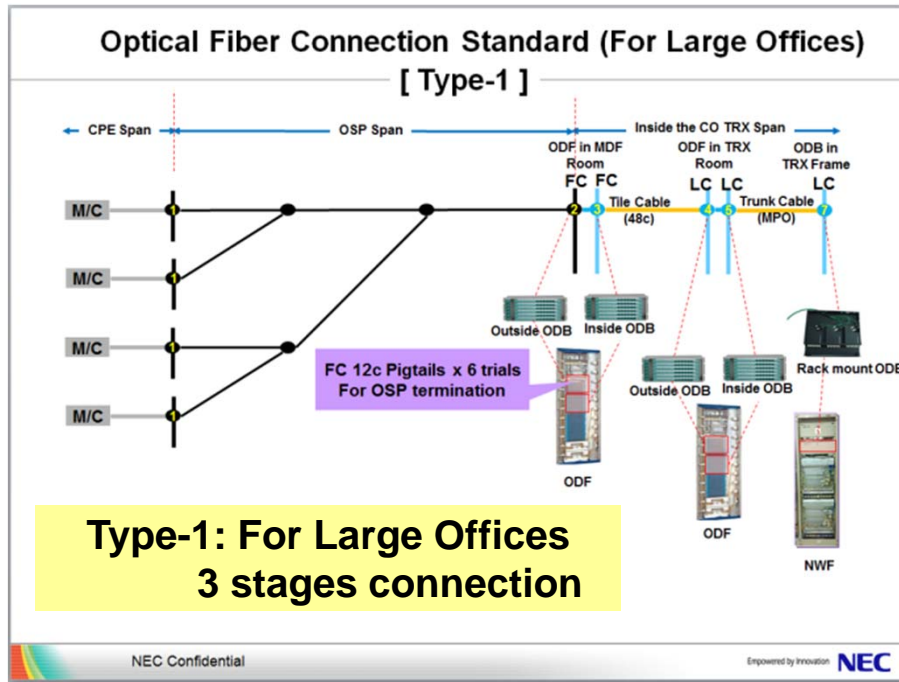 Optical Fiber Connection Standard (For Large Offices)
[ Type-1 ]
CPE Span
OSP Span
Inside the CO TRX Span
ODF in MDF
Room
ODF in TRX
Room
ODB in
TRX Frame
FC FC
LC LC
LC
M/C
1
2
3
Tile Cable
(48c)
4
5
Trunk Cable
(MPO)
7
M/C
1
M/C
1
M/C
1
Outside ODB
Inside ODB
FC 12c Pigtails x 6 trials
For OSP termination
ODF
Outside ODB
Inside ODB
ODF
Rack mount ODB
NWF
Type-1: For Large Offices
3 stages connection
NEC Confidential
Empowered by Innovation
NEC